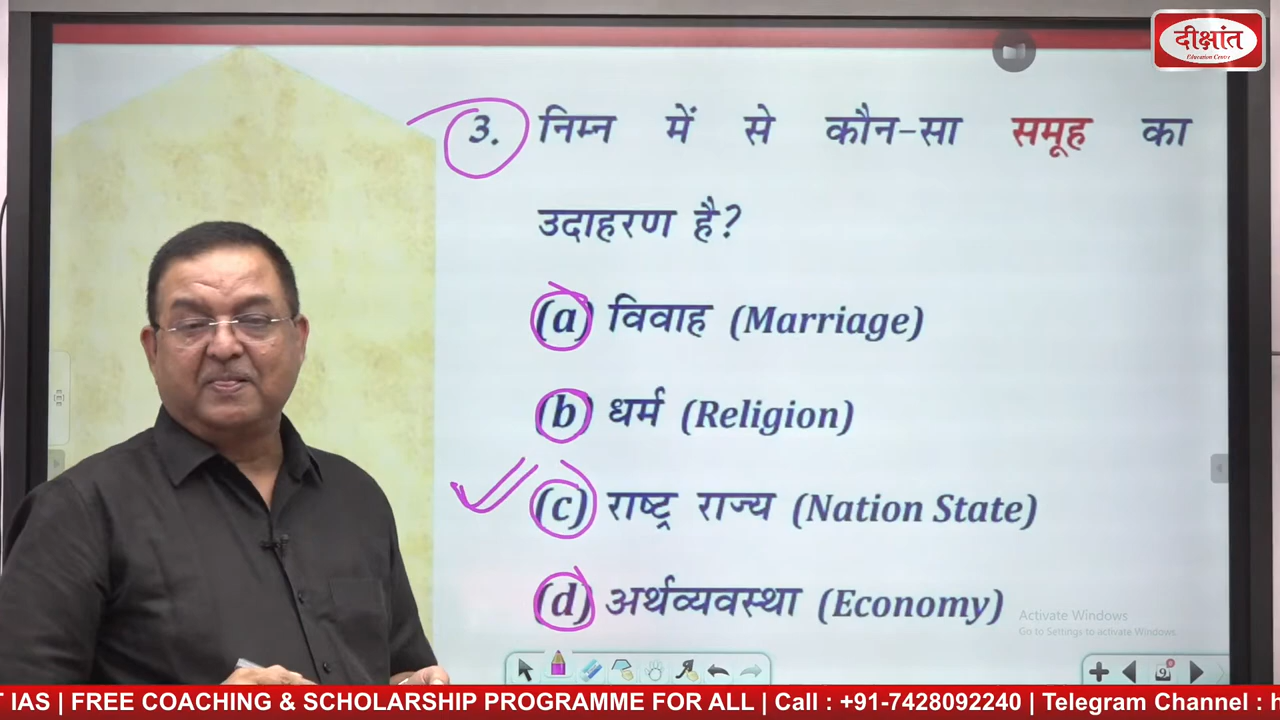 दीक्षांत
Education Centre
3. निम्न में से कौन-सा समूह का
उदाहरण है?
(a) विवाह (Marriage)
(b) धर्म (Religion)
(c) राष्ट्र राज्य (Nation State)
(d) अर्थव्यवस्था (Economy)
Activate Windows
Go to Settings to activate Windows.
9
T IAS | FREE COACHING & SCHOLARSHIP PROGRAMME FOR ALL | Call : +91-7428092240 | Telegram Channel : h